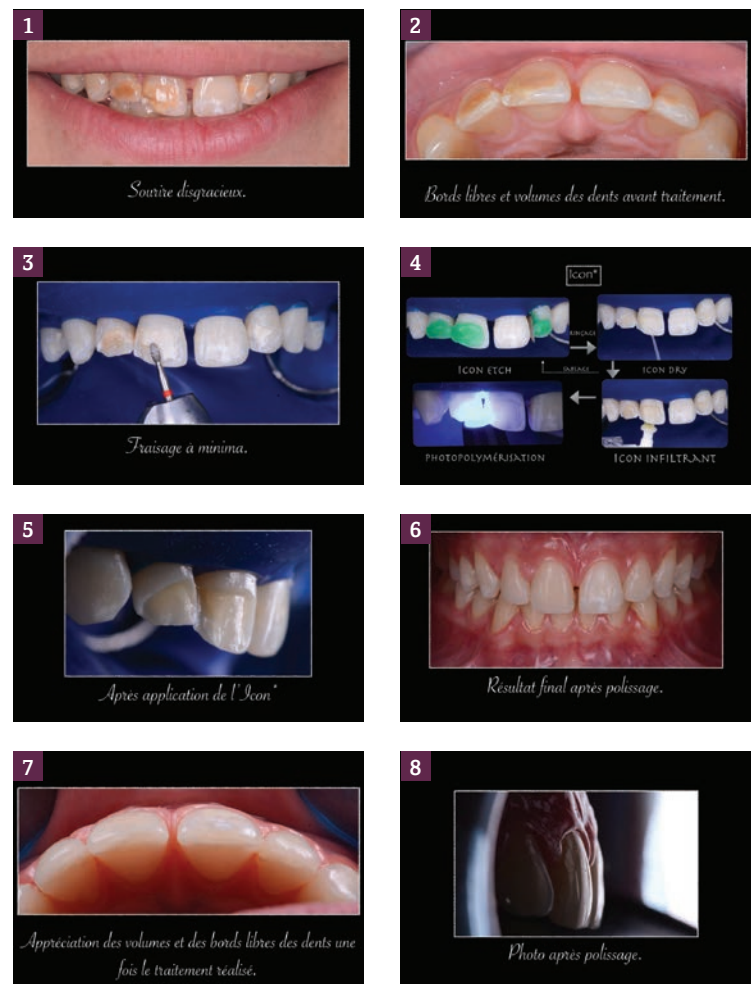 1
Sourire disgracieux.
2
Bords libres et volumes des dents avant traitement.
3
Fraisage à minima.
4
Icon*
ICON ETCH
RINÇAGE
ICON DRY
SABLAGE
PHOTOPOLYMÉRISATION
ICON INFILTRANT
5
Après application de l'Icon*
6
Résultat final après polissage.
7
Appréciation des volumes et des bords libres des dents une
fois le traitement réalisé.
8
Photo après polissage.